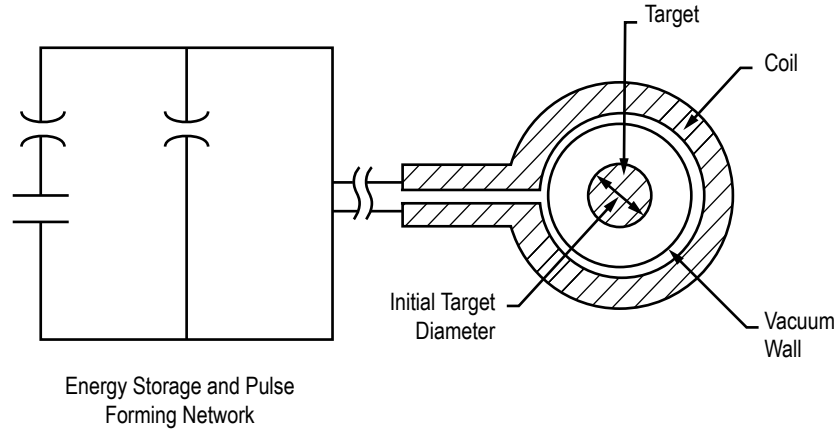 Target
Coil
Initial Target
Diameter
Vacuum
Wall
Energy Storage and Pulse
Forming Network